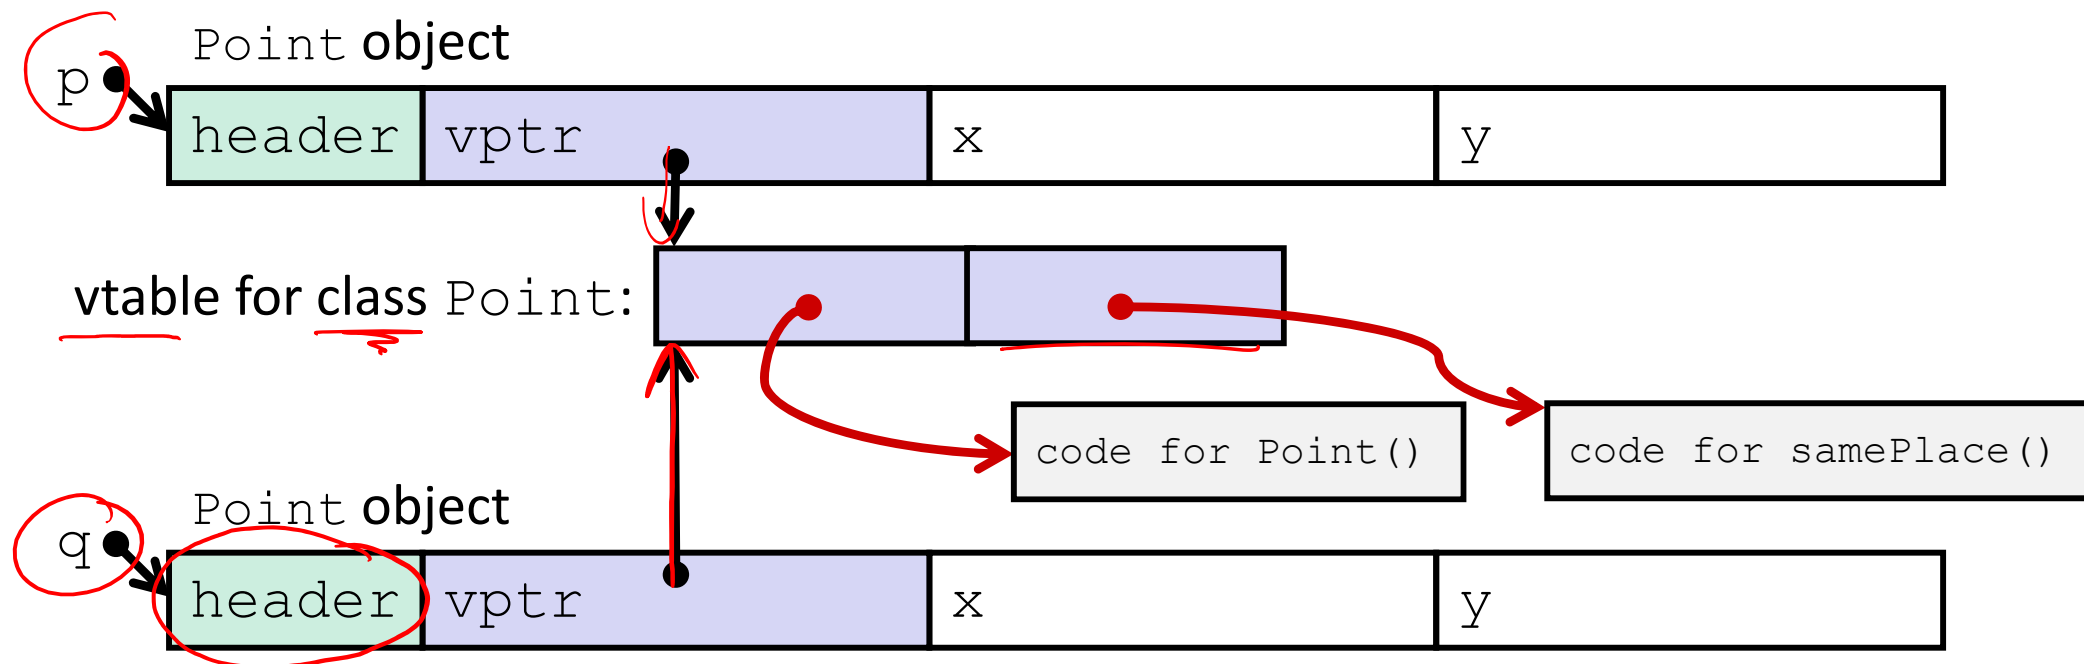 p
Point object
header vptr x y
vtable for class Point:
code for Point() code for samePlace()
Point object
q
header vptr x y